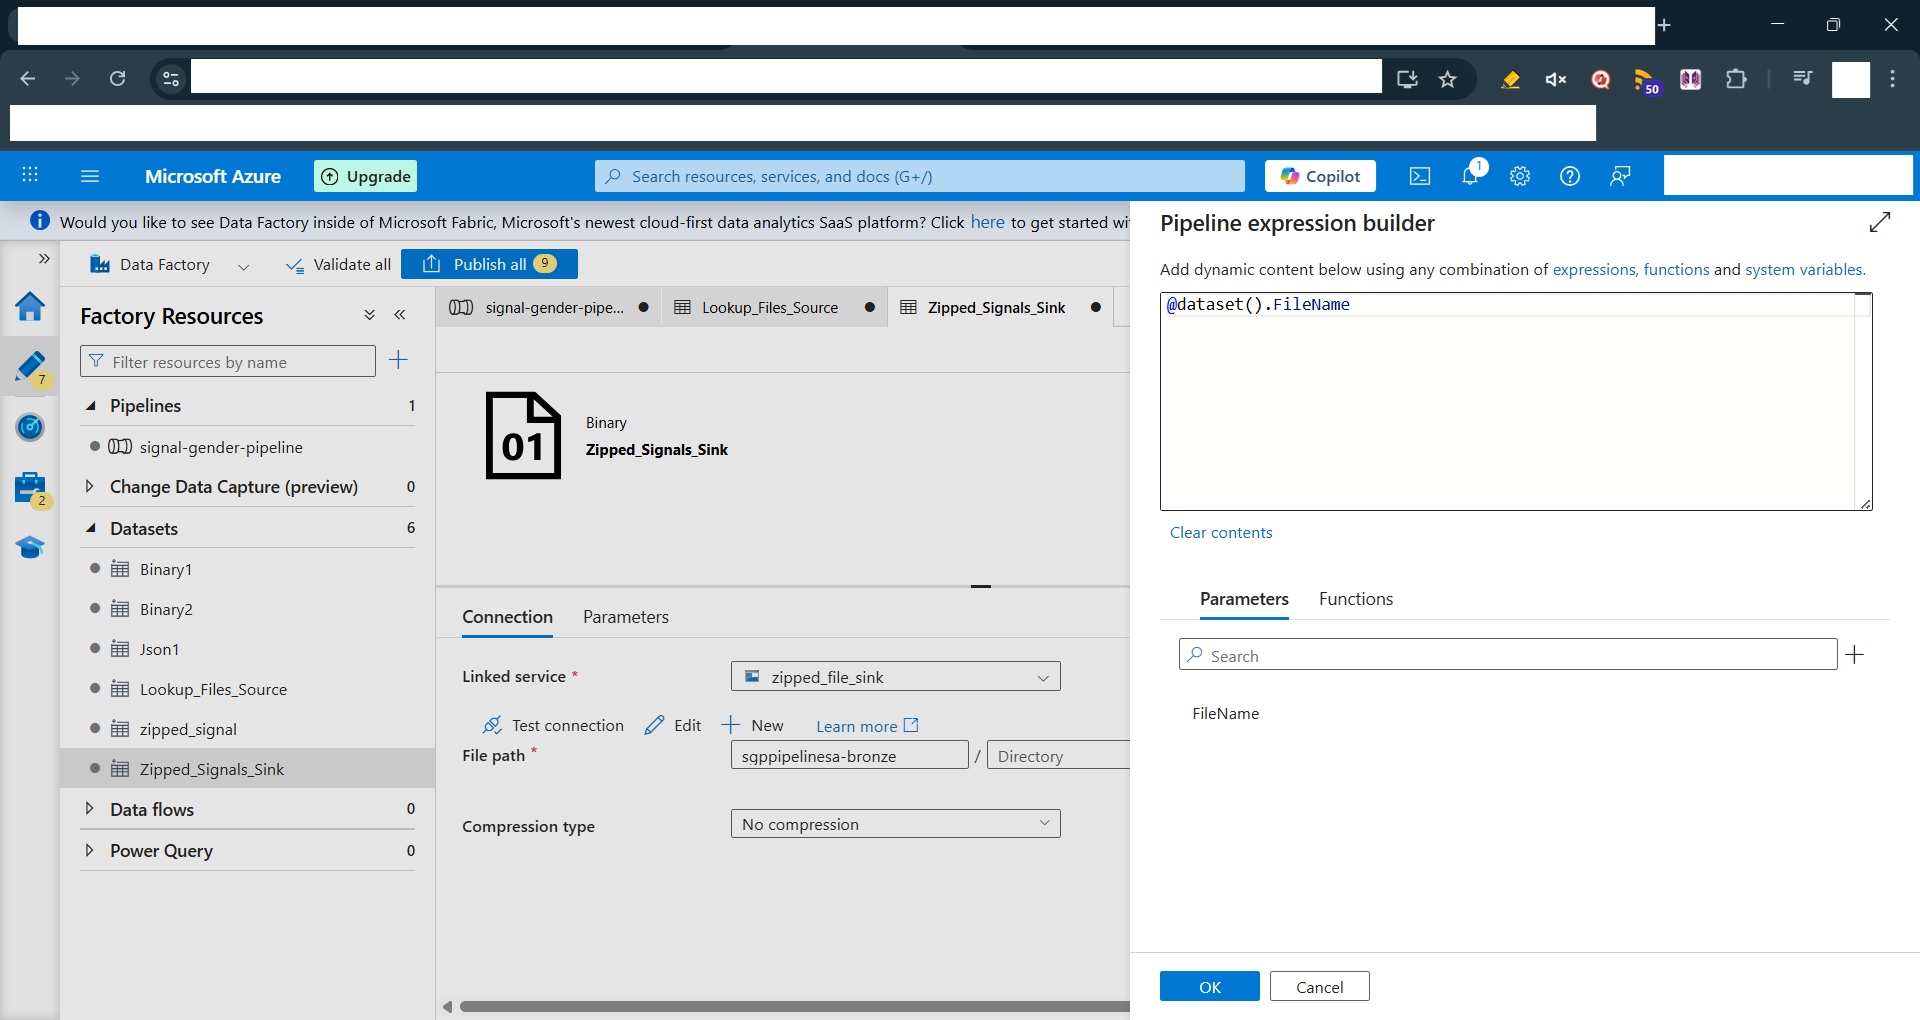 50
Microsoft Azure
Upgrade
Search resources, services, and docs (G+/)
Copilot
1
Would you like to see Data Factory inside of Microsoft Fabric, Microsoft's newest cloud-first data analytics SaaS platform? Click here to get started wi
Data Factory
Validate all
Publish all 9
Factory Resources
Filter resources by name
7
2
Pipelines 1
signal-gender-pipeline
Change Data Capture (preview) 0
Datasets 6
Binary1
Binary2
Json1
Lookup_Files_Source
zipped_signal
Zipped_Signals_Sink
Data flows 0
Power Query 0
signal-gender-pipe...
Lookup_Files_Source
Zipped_Signals_Sink
01
Binary
Zipped_Signals_Sink
Connection
Parameters
Linked service *
zipped_file_sink
Test connection
Edit
New
Learn more
File path *
sgppipelinesa-bronze / Directory
Compression type
No compression
Pipeline expression builder
Add dynamic content below using any combination of expressions, functions and system variables.
@dataset().FileName
Clear contents
Parameters
Functions
Search
FileName
OK
Cancel